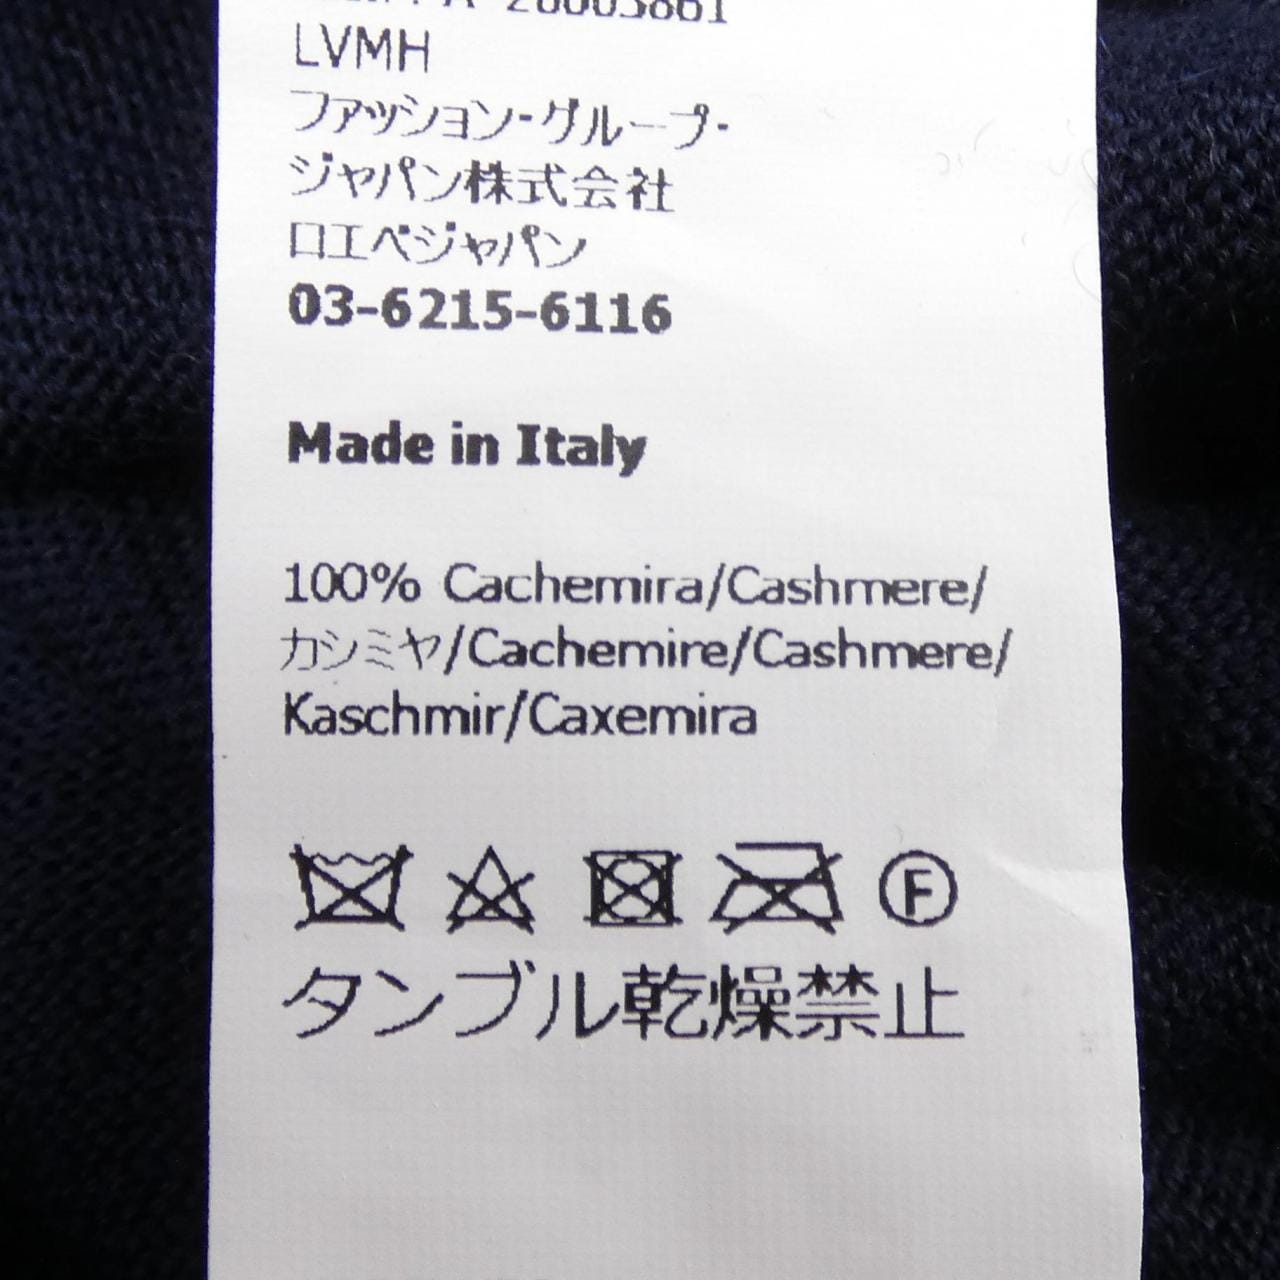 LVMH
ファッション・グループ・
ジャパン株式会社
ロエベジャパン
03-6215-6116
Made in Italy
100% Cachemira/Cashmere/
カシミヤ/Cachemire/Cashmere/
Kaschmir/Caxemira
F
タンブル乾燥禁止